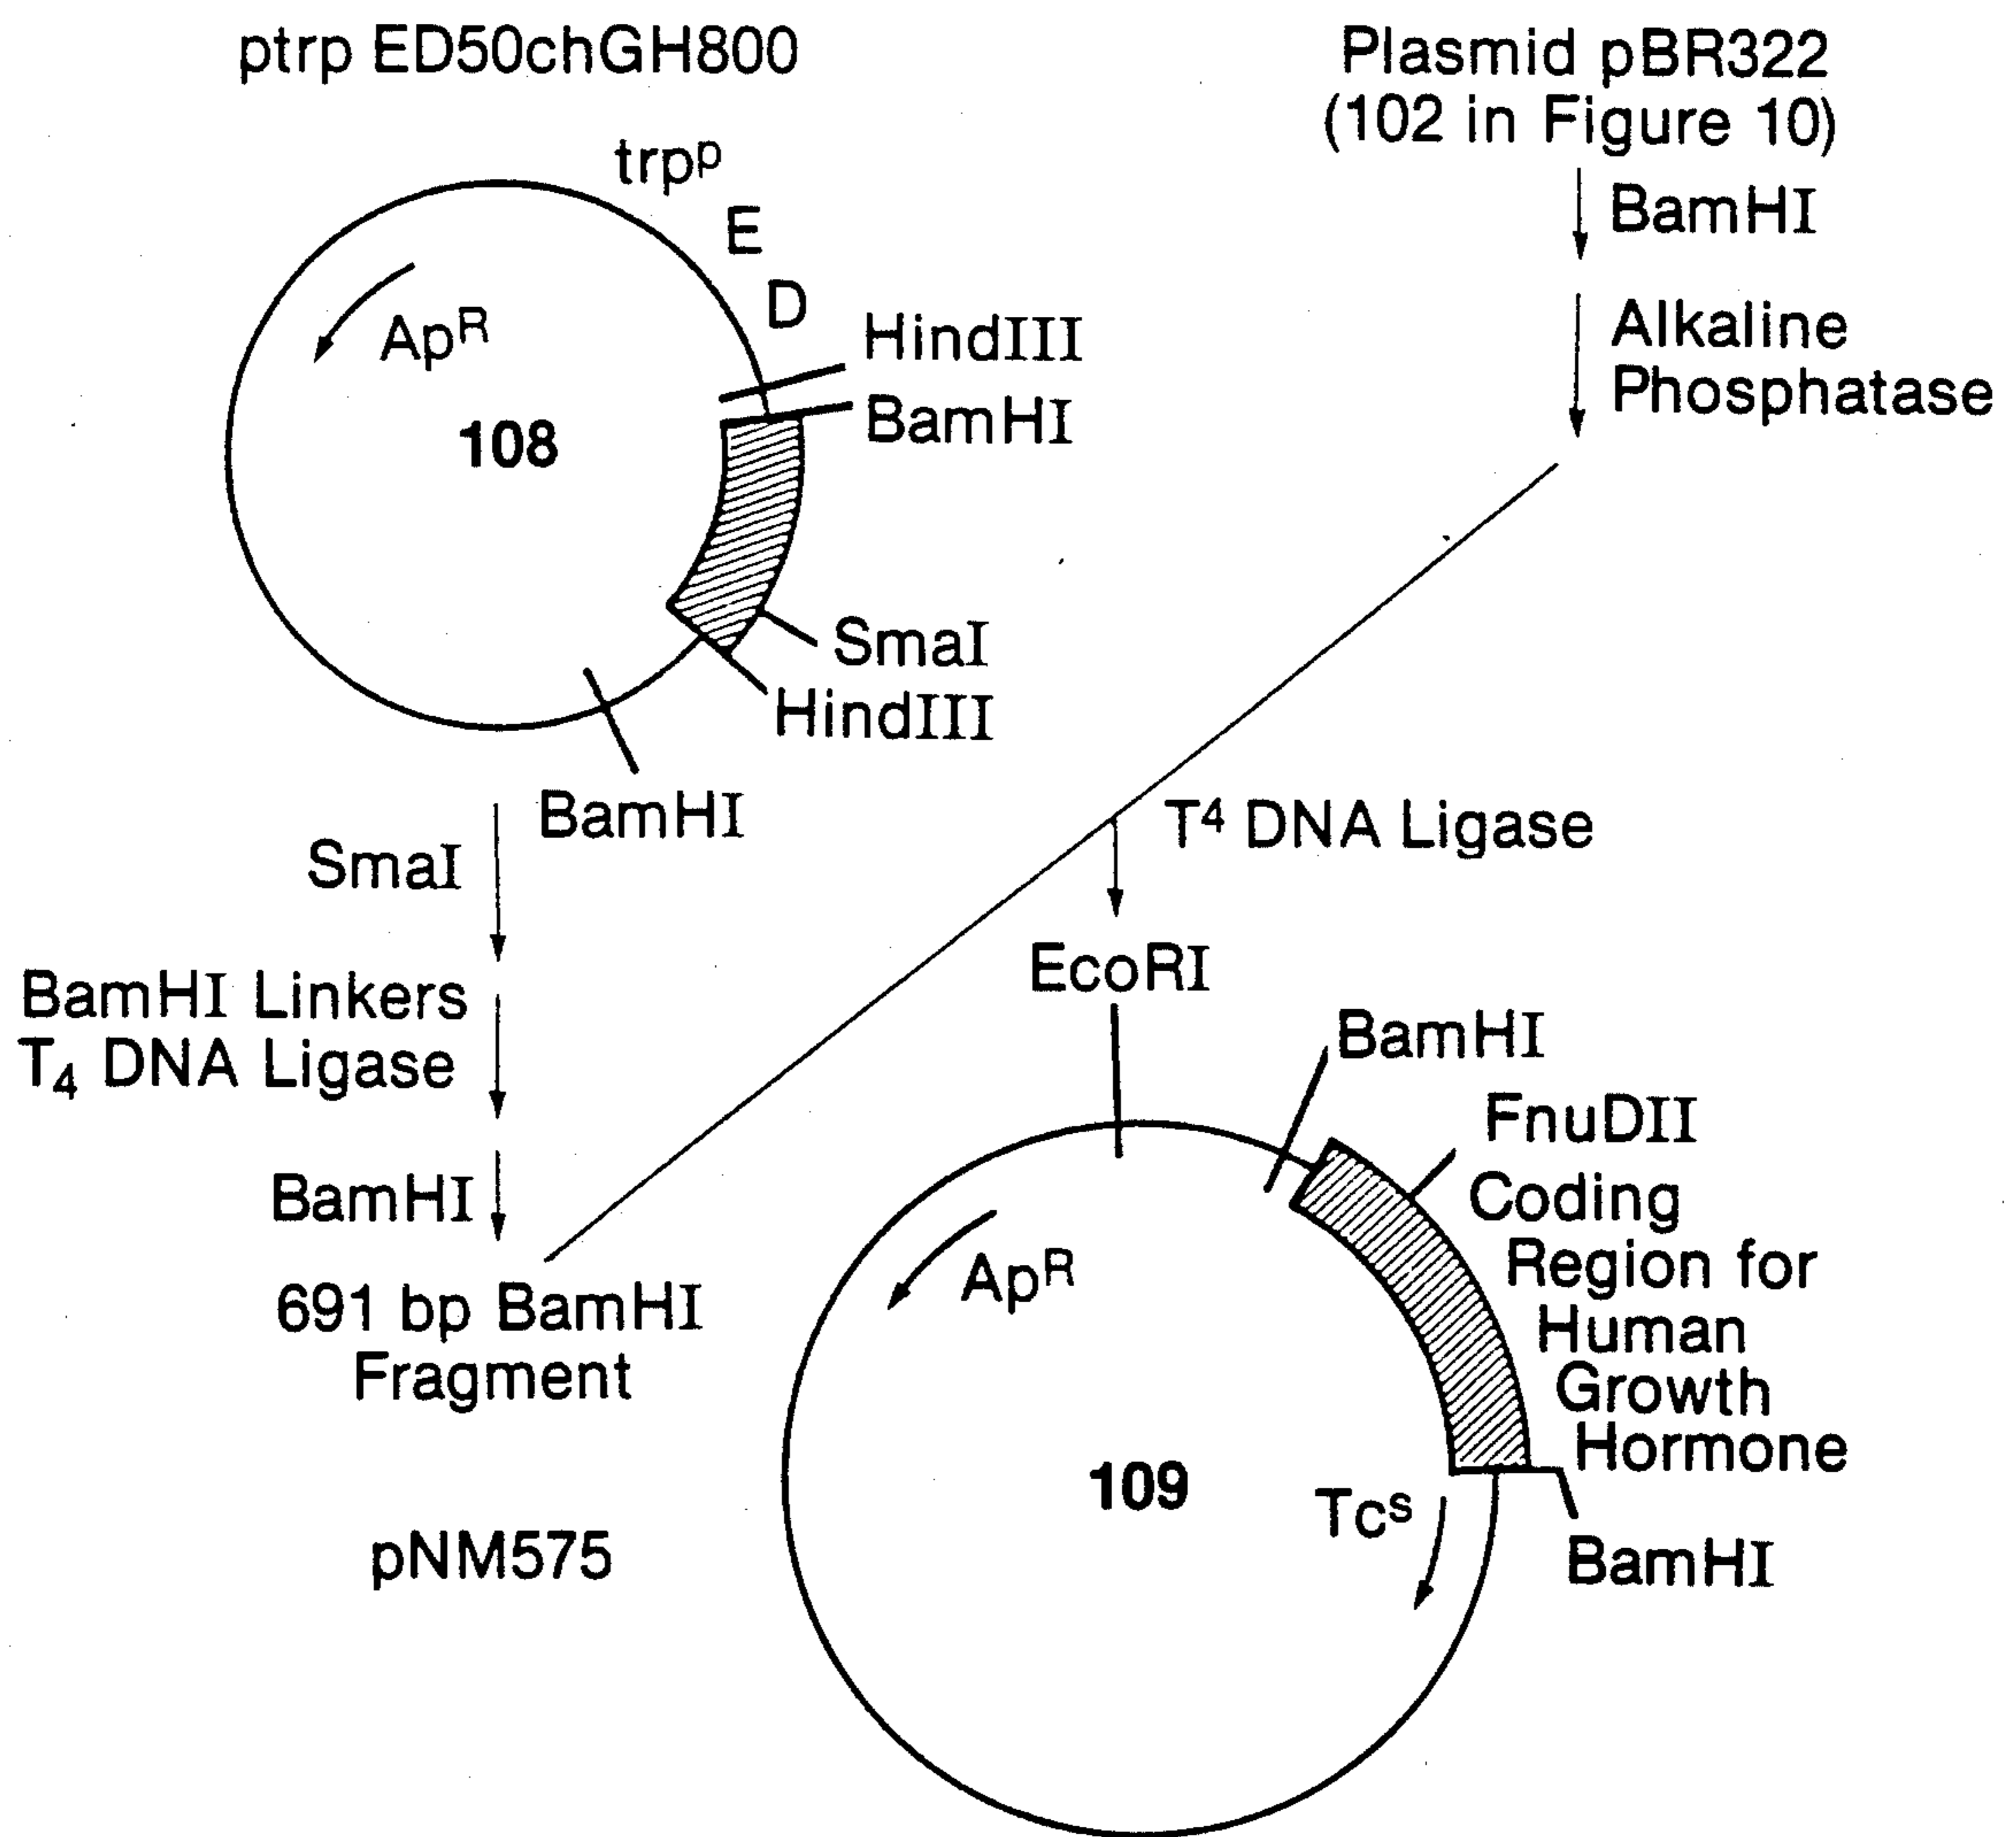 ptrp ED50chGH800
trpp
E
D
HindIII
BamHI
ApR
108
SmaI
HindIII
BamHI
SmaI
BamHI Linkers
T4 DNA Ligase
BamHI
691 bp BamHI
Fragment
Plasmid pBR322
(102 in Figure 10)
BamHI
Alkaline
Phosphatase
T4 DNA Ligase
EcoRI
BamHI
FnuDII
Coding
Region for
Human
Growth
Hormone
ApR
109
Tcs
BamHI
pNM575